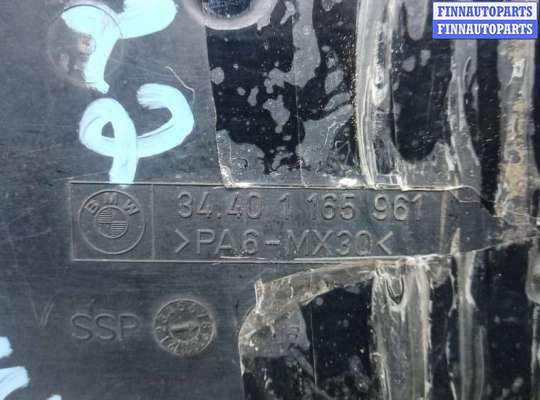 FINNAUTOPARTS
FINNAUTOPARTS
BMW
34.40 1 165 961
>PA6-MX30<
SSP